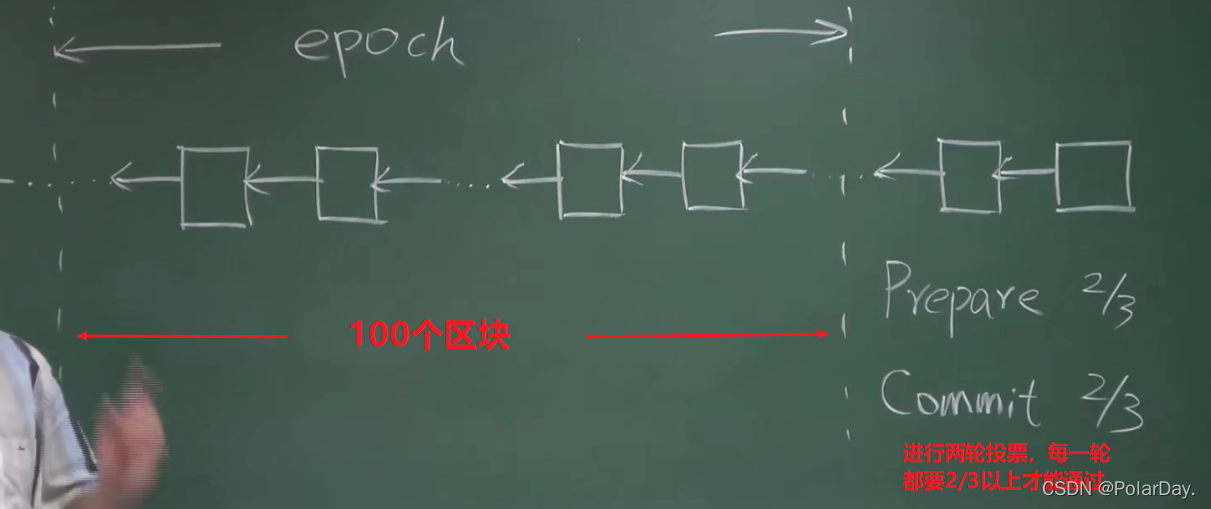 epoch
100个区块
Prepare 2/3
Commit 2/3
进行两轮投票，每一轮
都要2/3以上才能通过
CSDN @PolarDay.